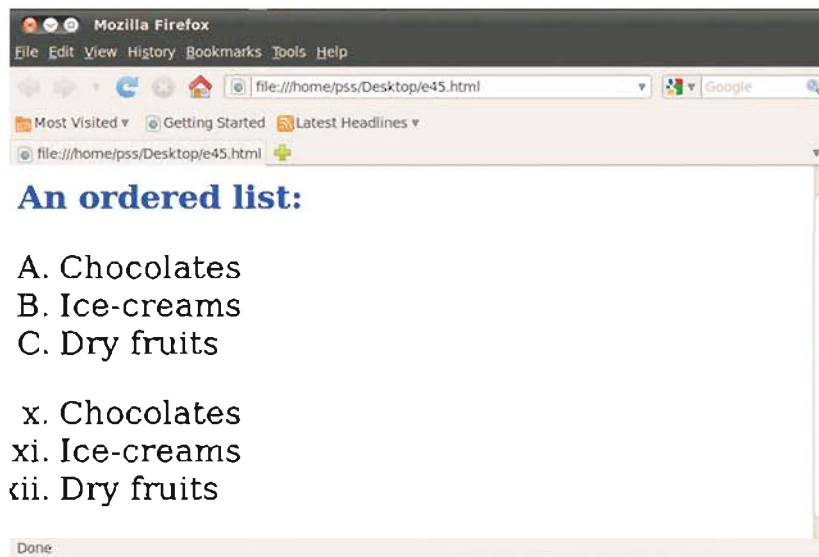 Mozilla Firefox
File Edit View History Bookmarks Tools Help
file:///home/pss/Desktop/e45.html Google
Most Visited Getting Started Latest Headlines
file:///home/pss/Desktop/e45.html
An ordered list:
A. Chocolates
B. Ice-creams
C. Dry fruits
x. Chocolates
xi. Ice-creams
xii. Dry fruits
Done